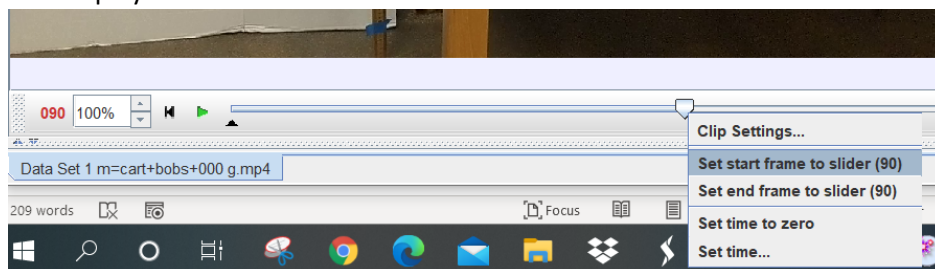 090 100%
Clip Settings...
Data Set 1 m=cart+bobs+000 g.mp4
Set start frame to slider (90)
Set end frame to slider (90)
209 words Focus
Set time to zero
Set time...